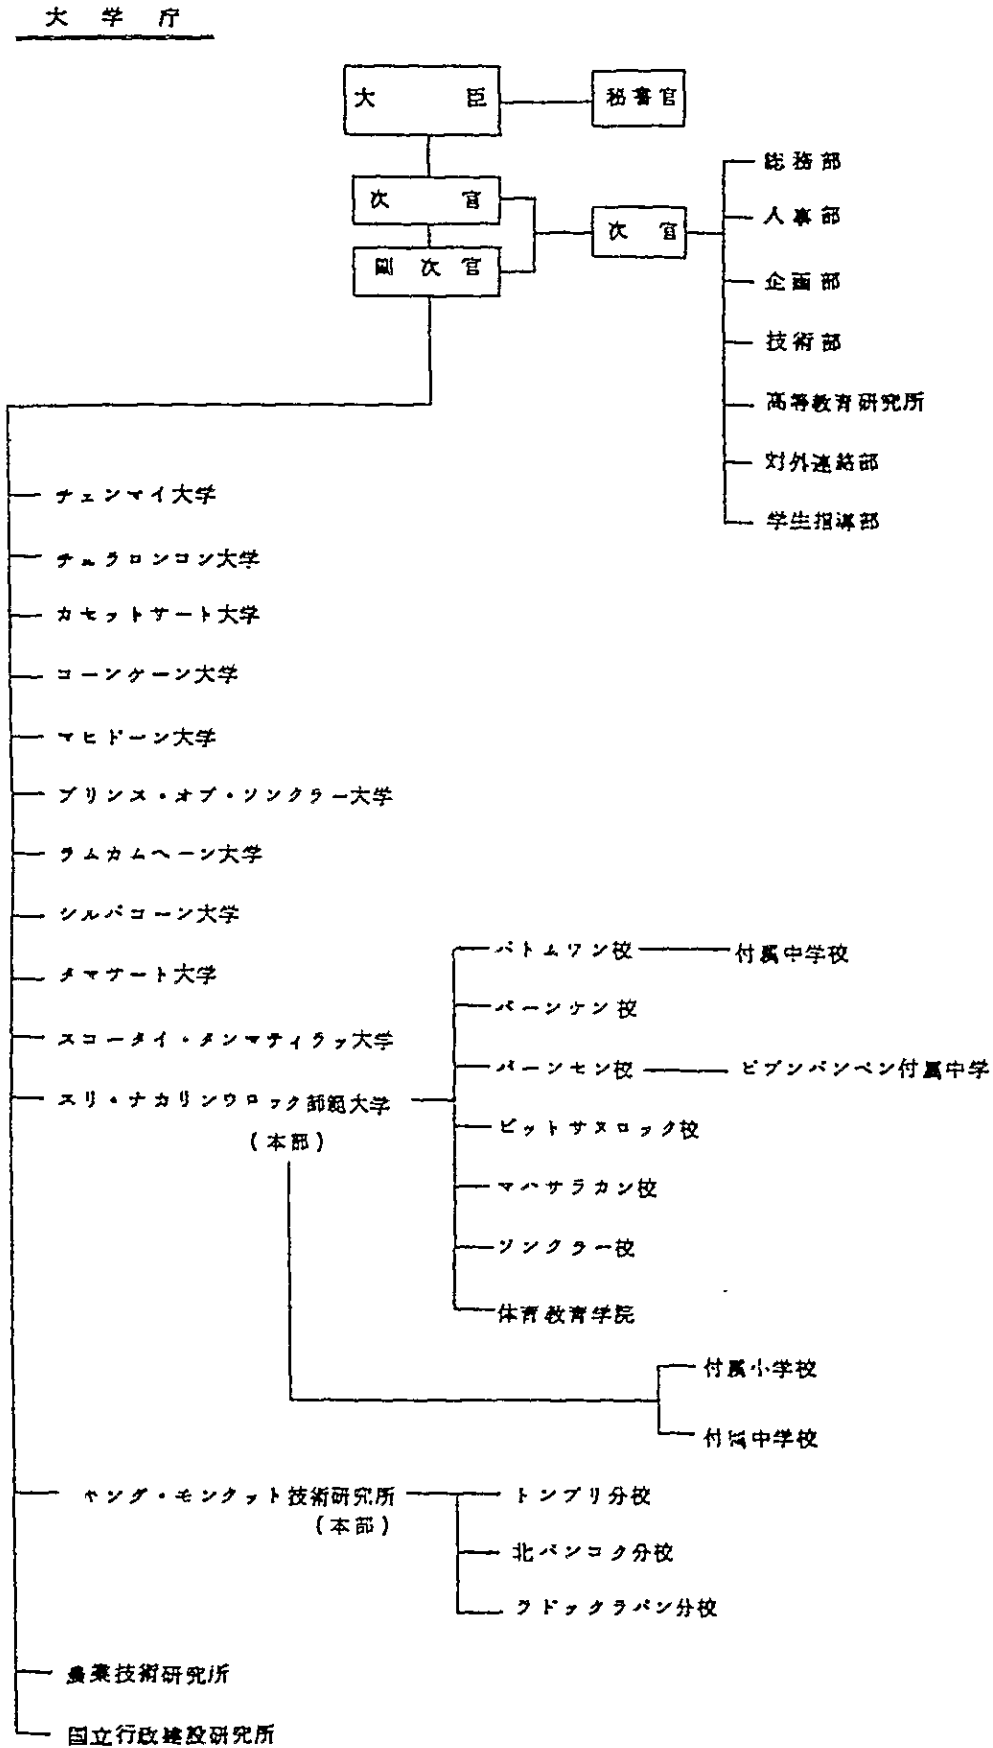 大学庁
大臣
秘書官
次官
副次官
次官
総務部
人事部
企画部
技術部
高等教育研究所
対外連絡部
学生指導部
チェンマイ大学
チュラロンコン大学
カセットサート大学
コーンケーン大学
マヒドーン大学
プリンス・オブ・ソンクラー大学
ラムカムヘーン大学
シルパコーン大学
タマサート大学
スコータイ・タンマティラッ大学
スリ・ナカリンウロック師範大学
(本部)
パトムワン校
付属中学校
バーンケン校
バーンセン校
ピブンバンペン付属中学
ピットサヌロック校
マハサラカン校
ソンクラー校
体育教育学院
付属小学校
付属中学校
キング・モンクット技術研究所
(本部)
トンブリ分校
北バンコク分校
ラドックラバン分校
農業技術研究所
国立行政建設研究所